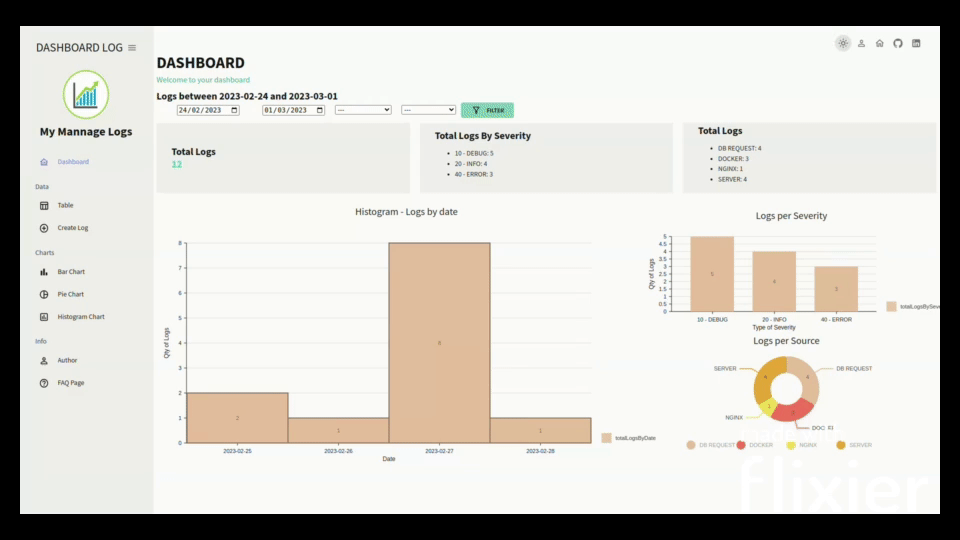 DASHBOARD LOG
My Mannage Logs
Dashboard
Data
Table
Create Log
Charts
Bar Chart
Pie Chart
Histogram Chart
Info
Author
FAQ Page
DASHBOARD
Welcome to your dashboard
Logs between 2023-02-24 and 2023-03-01
24/02/2023 01/03/2023 --- --- FILTER
Total Logs
12
Total Logs By Severity
10 - DEBUG: 5
20 - INFO: 4
40 - ERROR: 3
Total Logs
DB REQUEST: 4
DOCKER: 3
NGINX: 1
SERVER: 4
Histogram - Logs by date
Qty of Logs
8
7
6
5
4
3
2
1
0
2 1 8 1
2023-02-25 2023-02-26 2023-02-27 2023-02-28
Date
totalLogsByDate
Logs per Severity
Qty of Logs
5
4.5
4
3.5
3
2.5
2
1.5
1
0.5
0
5 4 3
10 - DEBUG 20 - INFO 40 - ERROR
Type of Severity
totalLogsBySeve
Logs per Source
SERVER DB REQUEST
4 4
1 3
NGINX
DB REQUEST DOCKER NGINX SERVER
flixier